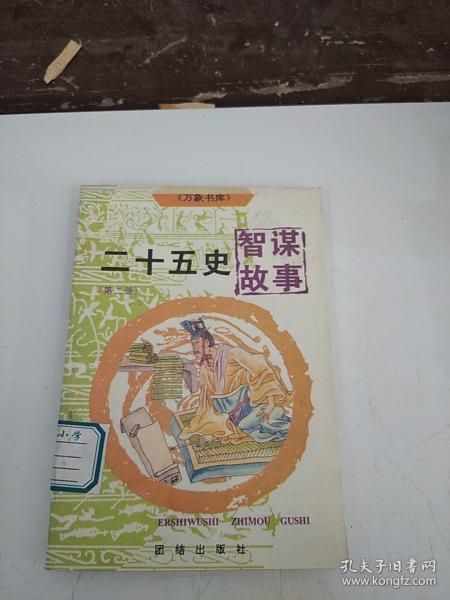 《万象书库》
二十五史
智谋
故事
(第二册)
小学
ERSHIWUSHI ZHIMOU GUSHI
团结出版社
孔夫子旧书网
www.kongfz.com